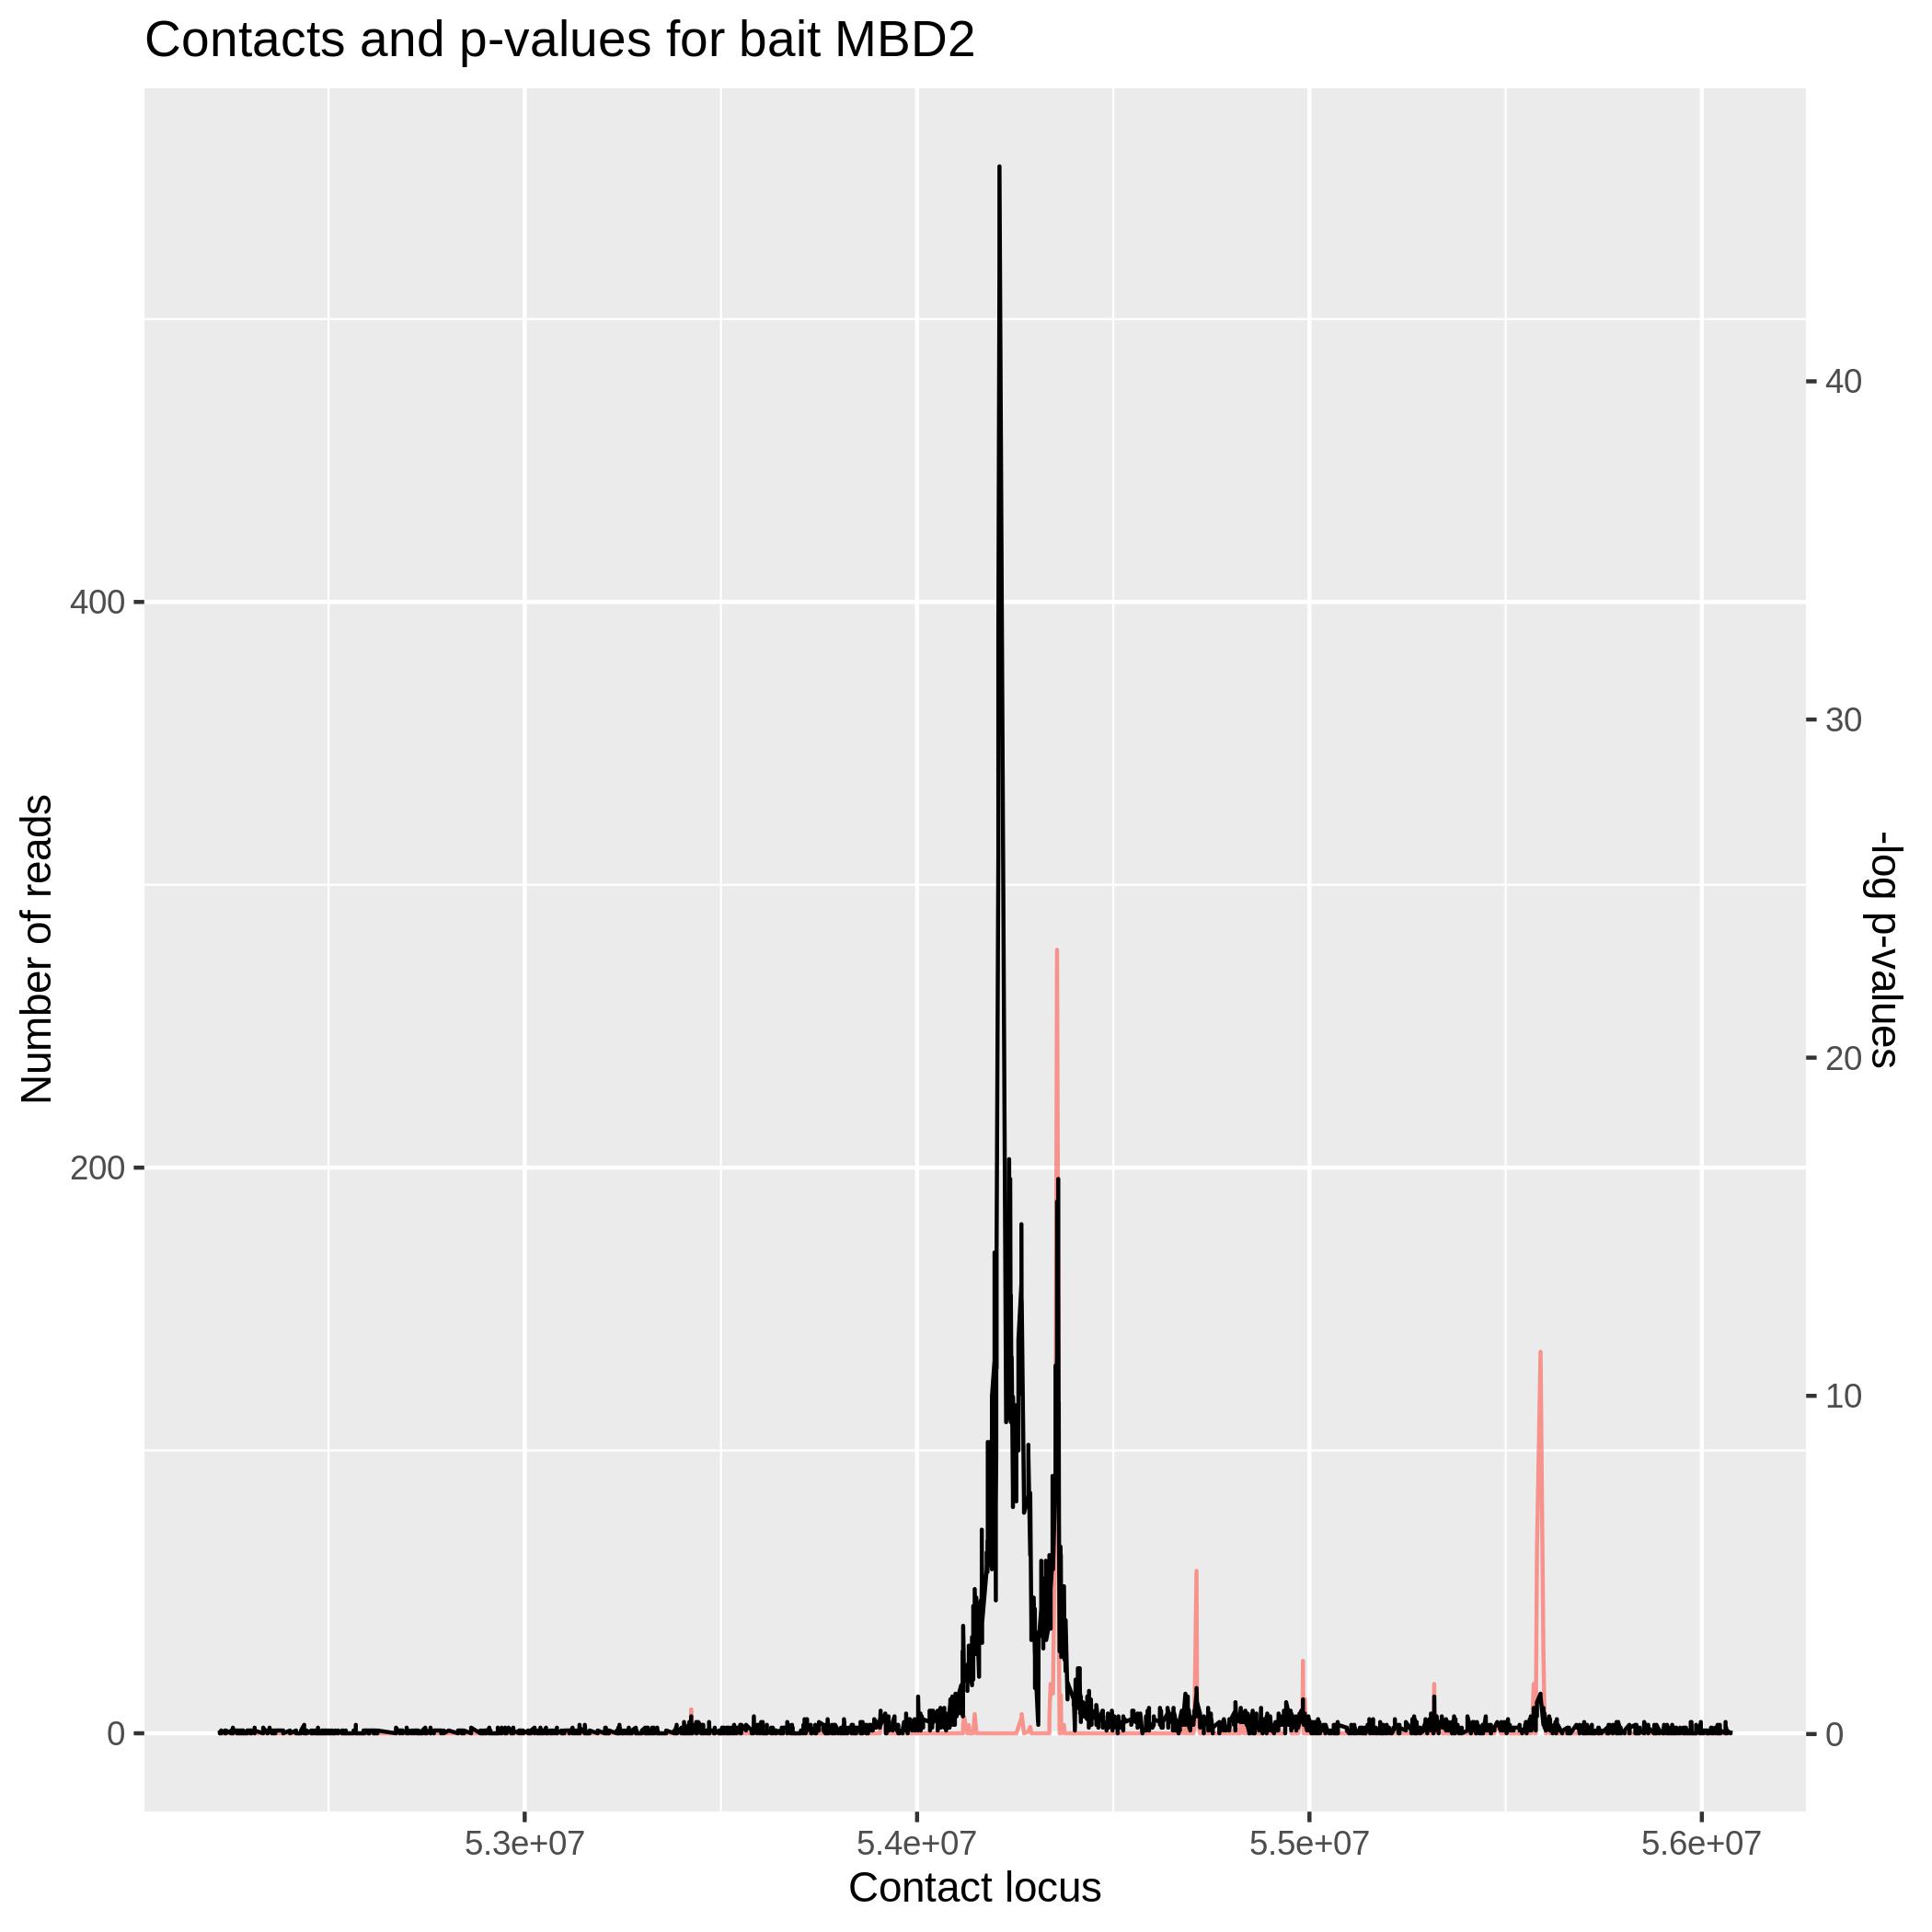 Contacts and p-values for bait MBD2
Number of reads
400
200
0
40
30
20
10
0
-log p-values
5.3e+07
5.4e+07
5.5e+07
5.6e+07
Contact locus